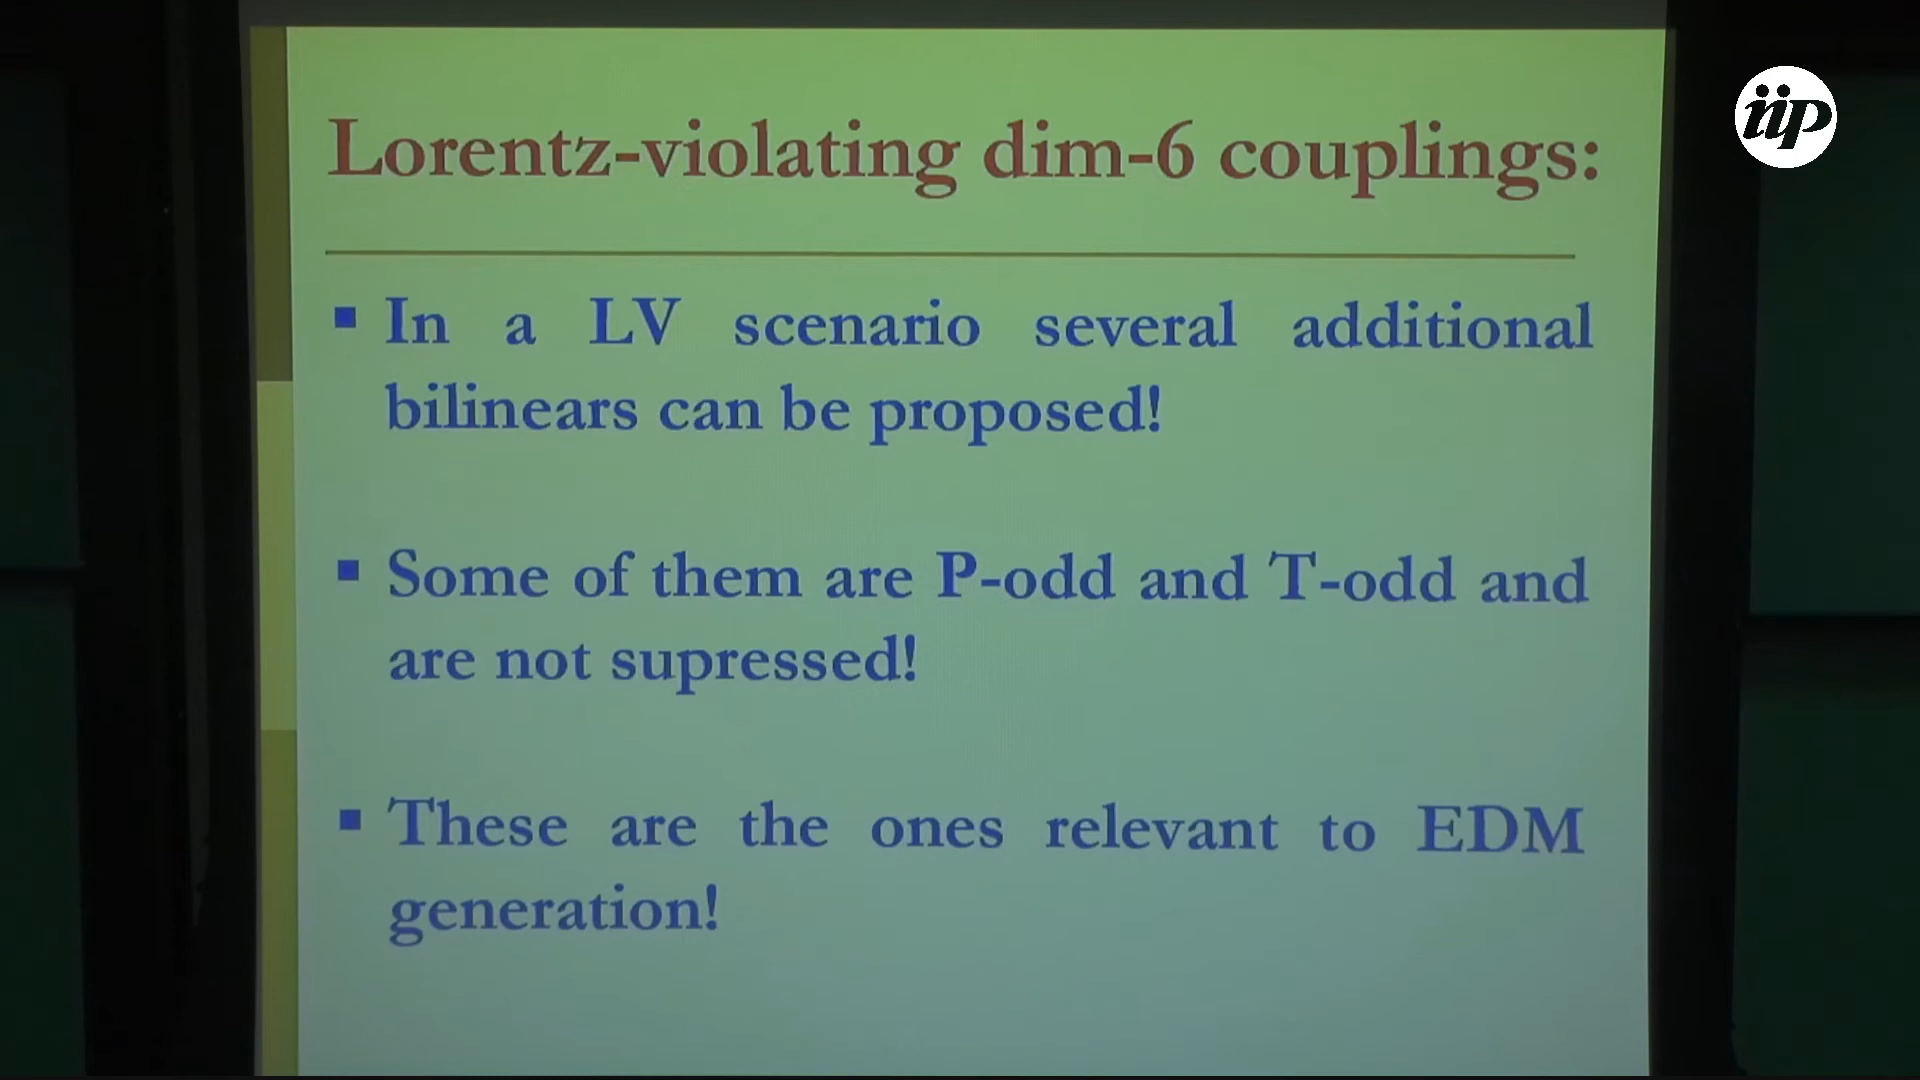 iip
Lorentz-violating dim-6 couplings:
▪ In a LV scenario several additional
bilinears can be proposed!
▪ Some of them are P-odd and T-odd and
are not supressed!
▪ These are the ones relevant to EDM
generation!